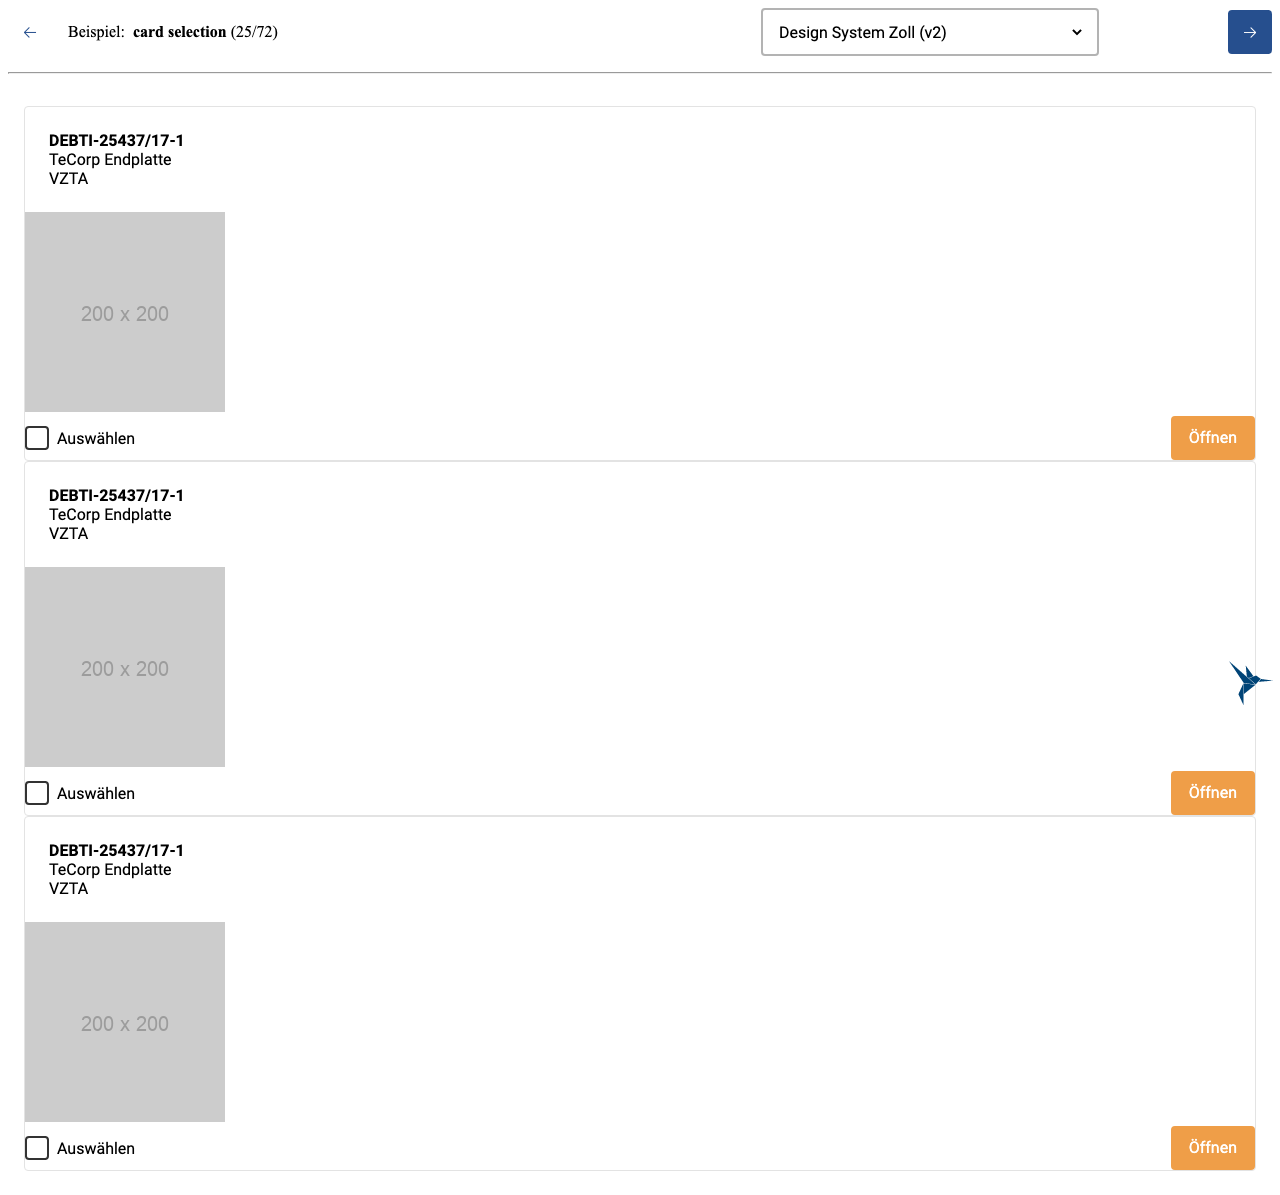 Beispiel: card selection (25/72)
Design System Zoll (v2)
DEBTI-25437/17-1
TeCorp Endplatte
VZTA
200 x 200
Auswählen
Öffnen
DEBTI-25437/17-1
TeCorp Endplatte
VZTA
200 x 200
Auswählen
Öffnen
DEBTI-25437/17-1
TeCorp Endplatte
VZTA
200 x 200
Auswählen
Öffnen